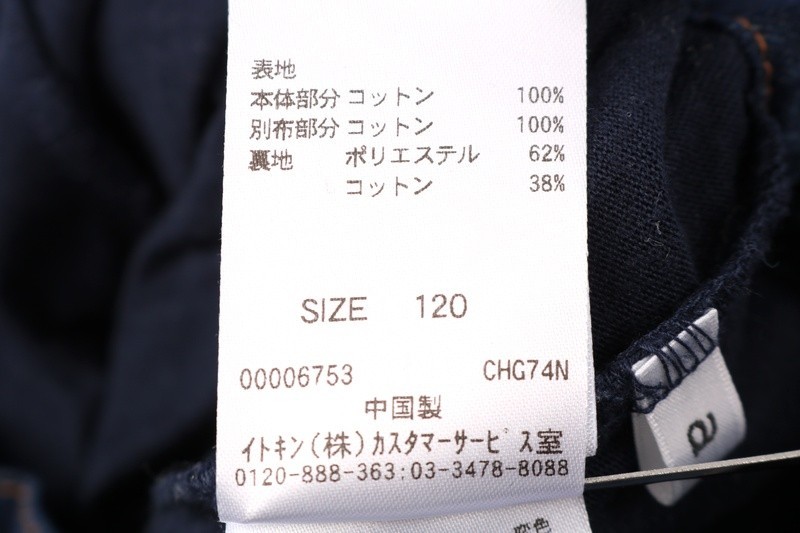 表地
本体部分 コットン 100%
別布部分 コットン 100%
裏地 ポリエステル 62%
コットン 38%
SIZE 120
00006753 CHG74N
中国製
イトキン(株)カスタマーサービス室
0120-888-363:03-3478-8088
変色